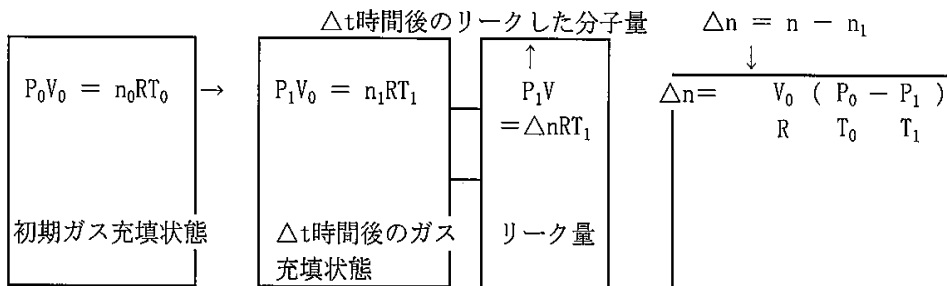 △t時間後のリークした分子量
△n = n - n₁
↑
↓
P₀V₀ = n₀RT₀ →
P₁V₀ = n₁RT₁
P₁V
= △nRT₁
△n= V₀ ( P₀ - P₁ )
R T₀ T₁
初期ガス充填状態
△t時間後のガス
充填状態
リーク量